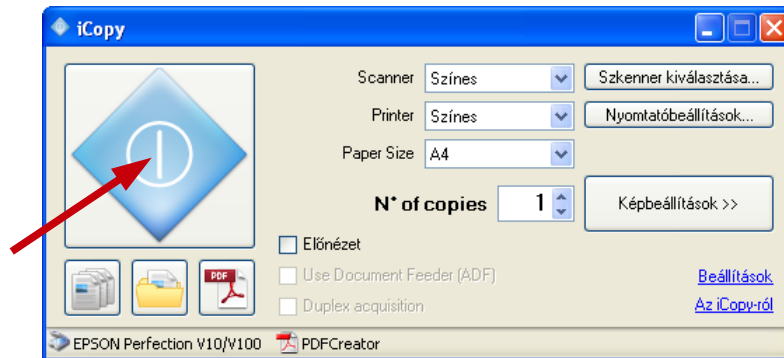 iCopy
Scanner Színes Szkenner kiválasztása...
Printer Színes Nyomtatóbeállítások...
Paper Size A4
N° of copies 1 Képbeállítások >>
Előnézet
Use Document Feeder (ADF) Beállítások
Duplex acquisition Az iCopy-ról
PDF
EPSON Perfection V10/V100 PDFCreator